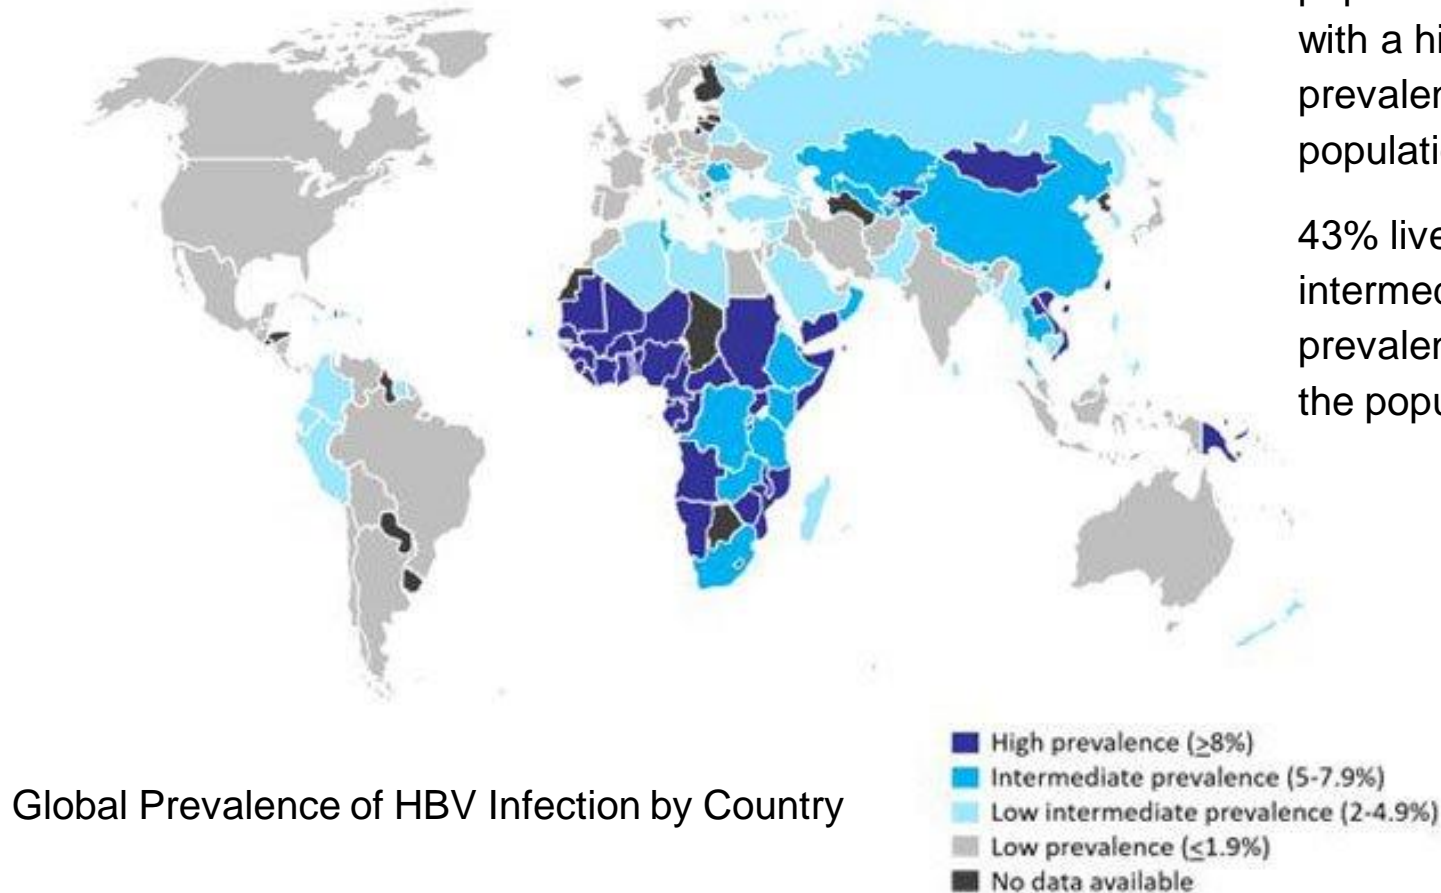 with a hi
prevaler
populati
43% live
intermed
prevalen
the popu
Global Prevalence of HBV Infection by Country
High prevalence (≥8%)
Intermediate prevalence (5-7.9%)
Low intermediate prevalence (2-4.9%)
Low prevalence (≤1.9%)
No data available